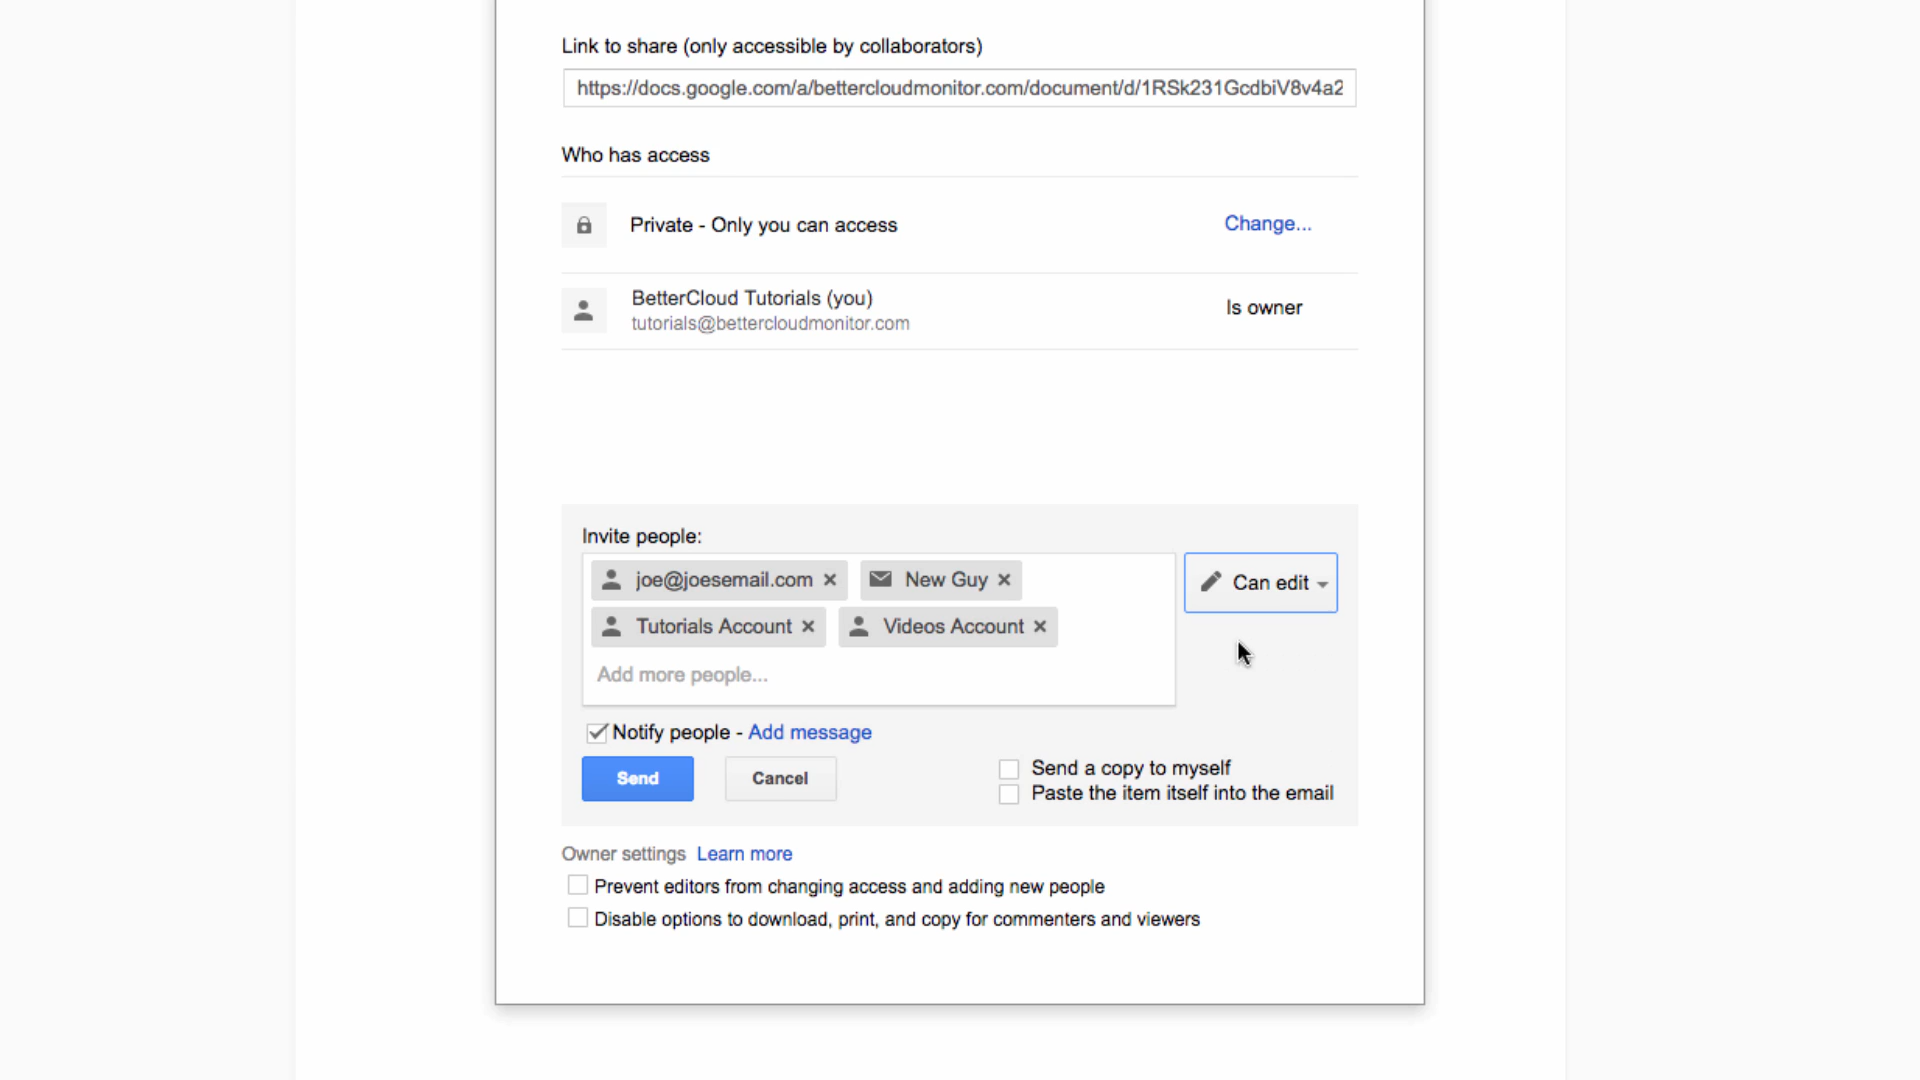 Link to share (only accessible by collaborators)
https://docs.google.com/a/bettercloudmonitor.com/document/d/1RSk231GcdbiV8v4a2
Who has access
Private - Only you can access
Change...
BetterCloud Tutorials (you)
tutorials@bettercloudmonitor.com
Is owner
Invite people:
joe@joesemail.com
New Guy
Can edit
Tutorials Account
Videos Account
Add more people...
Notify people - Add message
Send
Cancel
Send a copy to myself
Paste the item itself into the email
Owner settings Learn more
Prevent editors from changing access and adding new people
Disable options to download, print, and copy for commenters and viewers